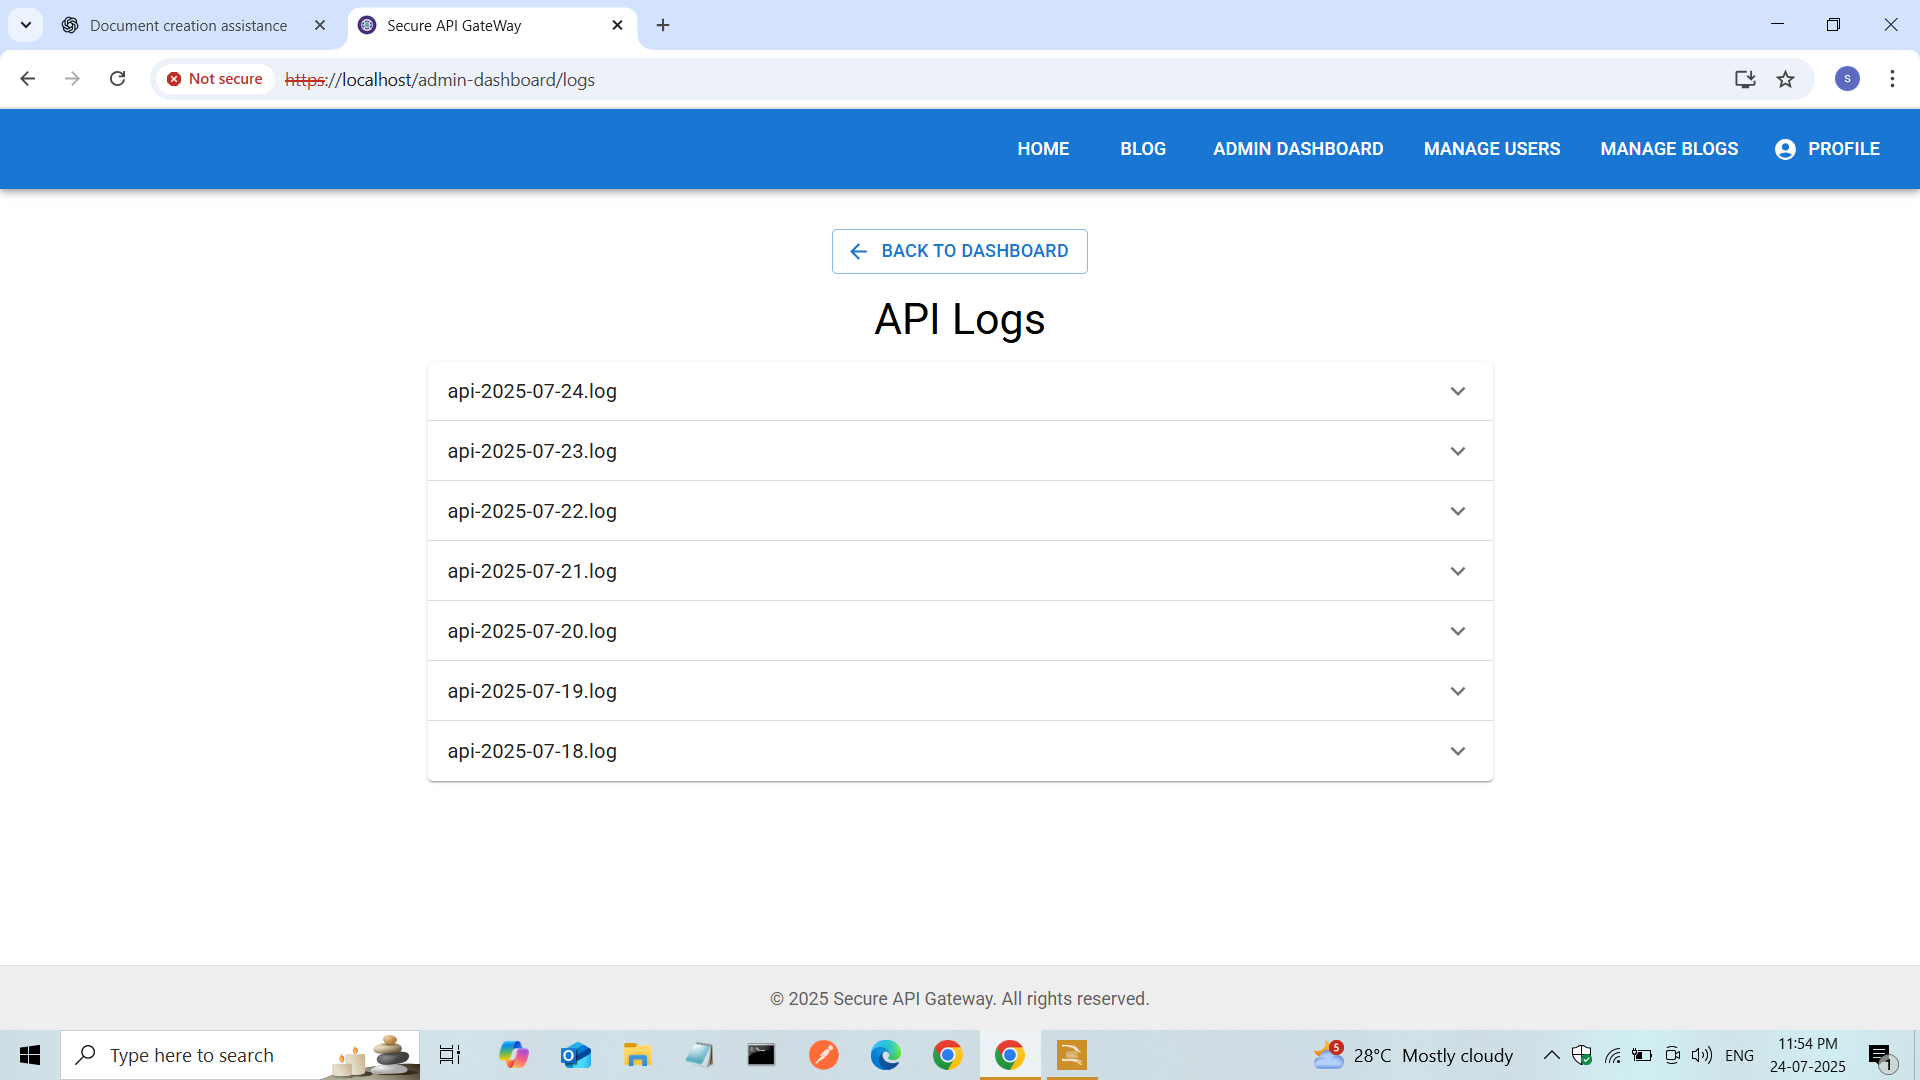 Document creation assistance
Secure API GateWay
Not secure
https://localhost/admin-dashboard/logs
S
HOME
BLOG
ADMIN DASHBOARD
MANAGE USERS
MANAGE BLOGS
PROFILE
BACK TO DASHBOARD
API Logs
api-2025-07-24.log
api-2025-07-23.log
api-2025-07-22.log
api-2025-07-21.log
api-2025-07-20.log
api-2025-07-19.log
api-2025-07-18.log
© 2025 Secure API Gateway. All rights reserved.
Type here to search
5
28°C Mostly cloudy
ENG
11:54 PM
24-07-2025
1